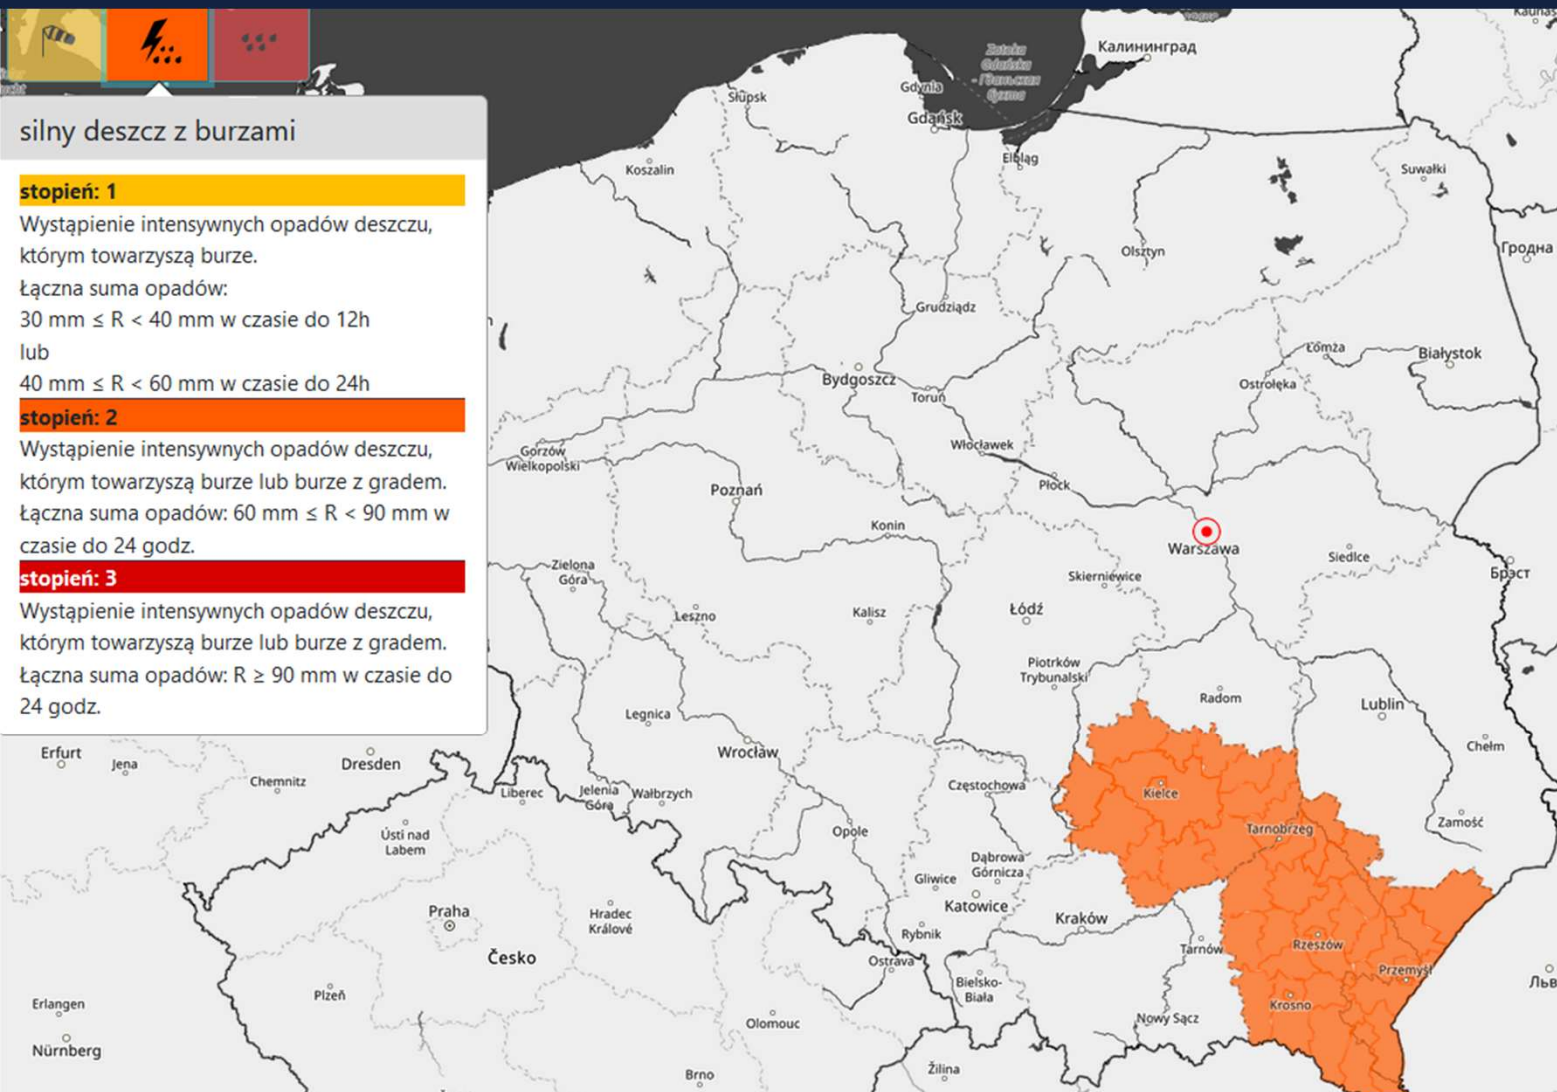 silny deszcz z burzami
stopień: 1
Wystąpienie intensywnych opadów deszczu,
którym towarzyszą burze.
Łączna suma opadów:
30 mm ≤ R < 40 mm w czasie do 12h
lub
40 mm ≤ R < 60 mm w czasie do 24h
stopień: 2
Wystąpienie intensywnych opadów deszczu,
którym towarzyszą burze lub burze z gradem.
Łączna suma opadów: 60 mm ≤ R < 90 mm w
czasie do 24 godz.
stopień: 3
Wystąpienie intensywnych opadów deszczu,
którym towarzyszą burze lub burze z gradem.
Łączna suma opadów: R ≥ 90 mm w czasie do
24 godz.
Kaunas
Калининград
Zatoka
Gdańska
- Гданьская
бухта
Gdynia
Słupsk
Gdańsk
Elbląg
Koszalin
Suwałki
Olsztyn
Гродна
Grudziądz
Łomża
Białystok
Bydgoszcz
Ostrołęka
Toruń
Włocławek
Gorzów
Wielkopolski
Płock
Poznań
Konin
Warszawa
Siedlce
Zielona
Góra
Skierniewice
Брэст
Leszno
Kalisz
Łódź
Piotrków
Trybunalski
Radom
Lublin
Legnica
Wrocław
Chełm
Erfurt
Jena
Dresden
Chemnitz
Liberec
Jelenia
Góra
Wałbrzych
Częstochowa
Kielce
Zamość
Ústí nad
Labem
Opole
Tarnobrzeg
Dąbrowa
Górnicza
Gliwice
Katowice
Praha
Hradec
Králové
Kraków
Rybnik
Rzeszów
Tarnów
Česko
Ostrava
Przemyśl
Bielsko-
Biała
Льв
Plzeň
Erlangen
Krosno
Olomouc
Nowy Sącz
Nürnberg
Žilina
Brno